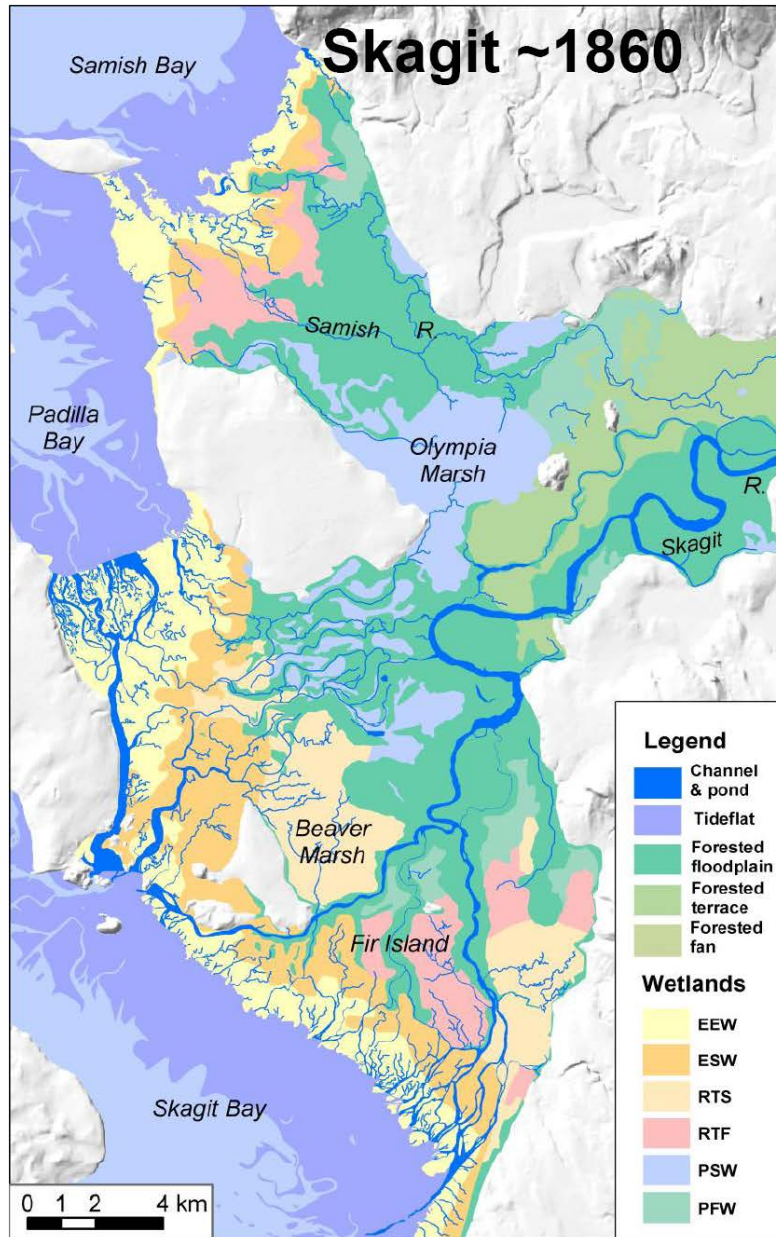 Skagit ~1860
Samish Bay
Samish R.
Padilla
Bay
Olympia
Marsh
R.
Skagit
Beaver
Marsh
Fir Island
Skagit Bay
0 1 2 4 km
Legend
Channel
& pond
Tideflat
Forested
floodplain
Forested
terrace
Forested
fan
Wetlands
EEW
ESW
RTS
RTF
PSW
PFW